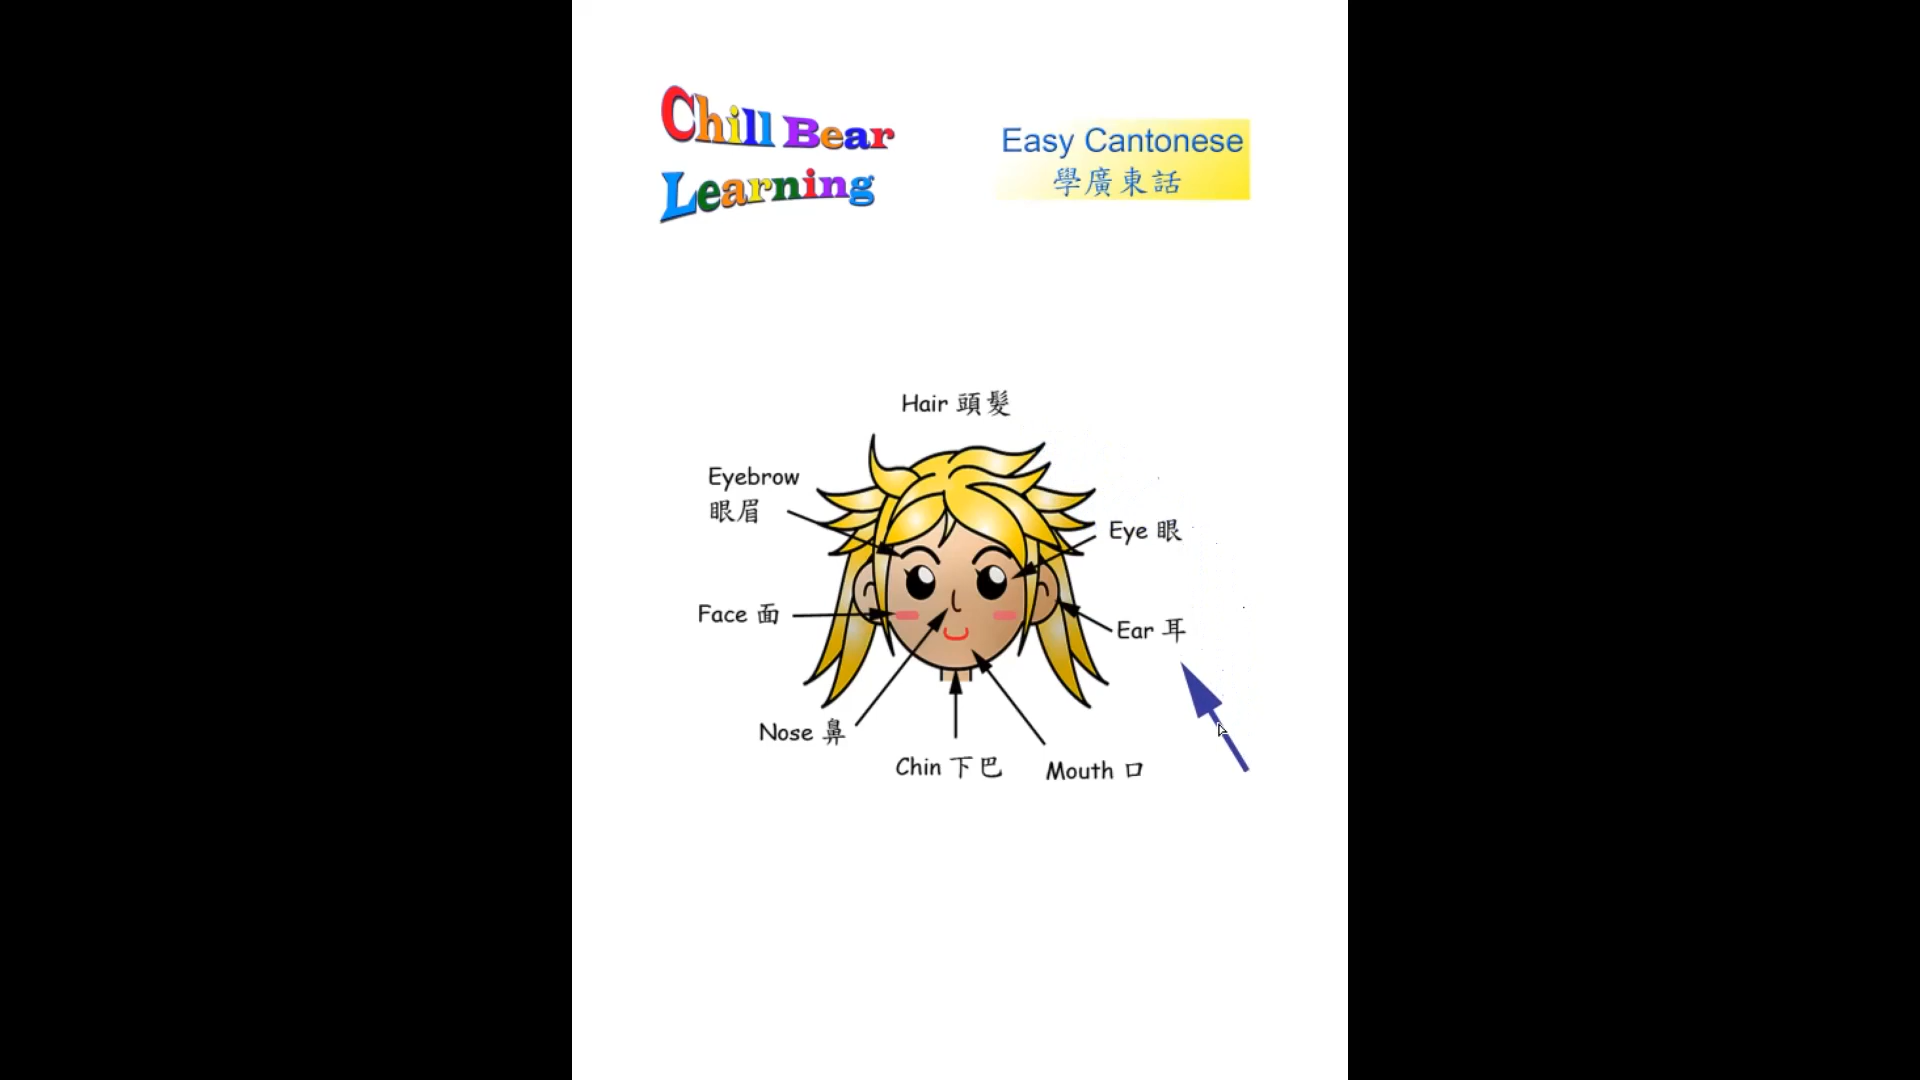 Chill Bear
Learning
Easy Cantonese
學廣東話
Hair 頭髮
Eyebrow
眼眉
Eye 眼
Face 面
Ear 耳
Nose 鼻
Chin 下巴
Mouth 口